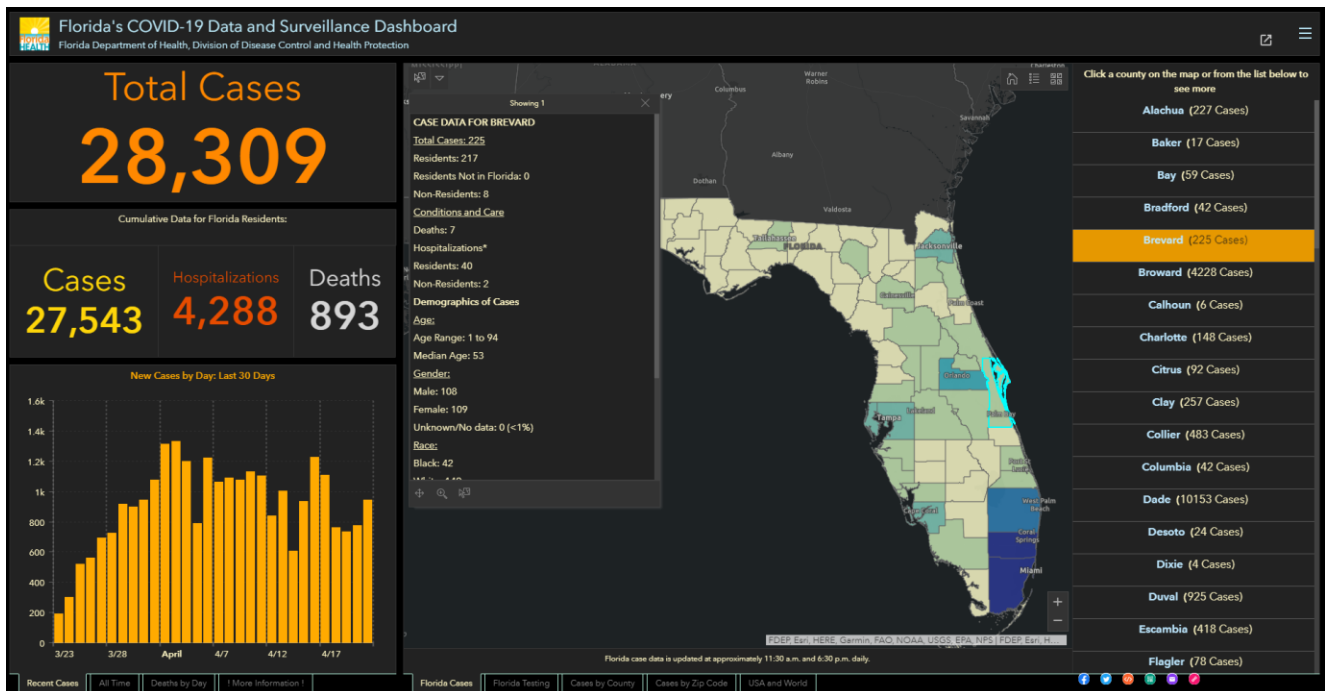 Florida's COVID-19 Data and Surveillance Dashboard
Florida Department of Health, Division of Disease Control and Health Protection
Florida
HEALTH
Total Cases
28,309
Cumulative Data for Florida Residents:
Cases
27,543
Hospitalizations
4,288
Deaths
893
New Cases by Day: Last 30 Days
1.6k
1.4k
1.2k
1k
800
600
400
200
0
3/23 3/28 April 4/7 4/12 4/17
Recent Cases All Time Deaths by Day ! More Information !
Showing 1
CASE DATA FOR BREVARD
Total Cases: 225
Residents: 217
Residents Not in Florida: 0
Non-Residents: 8
Conditions and Care
Deaths: 7
Hospitalizations*
Residents: 40
Non-Residents: 2
Demographics of Cases
Age:
Age Range: 1 to 94
Median Age: 53
Gender:
Male: 108
Female: 109
Unknown/No data: 0 (<1%)
Race:
Black: 42
Warner
Robins
Columbus
Savannah
Albany
Dothan
Valdosta
Tallahassee
FLORIDA
Jacksonville
Gainesville
Palm Coast
Orlando
Lakeland
Tampa
Palm Bay
Cape Coral
West Palm
Beach
Coral
Springs
Miami
+
−
FDEP, Esri, HERE, Garmin, FAO, NOAA, USGS, EPA, NPS | FDEP, Esri, H...
Florida case data is updated at approximately 11:30 a.m. and 6:30 p.m. daily.
Florida Cases Florida Testing Cases by County Cases by Zip Code USA and World
Click a county on the map or from the list below to
see more
Alachua (227 Cases)
Baker (17 Cases)
Bay (59 Cases)
Bradford (42 Cases)
Brevard (225 Cases)
Broward (4228 Cases)
Calhoun (6 Cases)
Charlotte (148 Cases)
Citrus (92 Cases)
Clay (257 Cases)
Collier (483 Cases)
Columbia (42 Cases)
Dade (10153 Cases)
Desoto (24 Cases)
Dixie (4 Cases)
Duval (925 Cases)
Escambia (418 Cases)
Flagler (78 Cases)